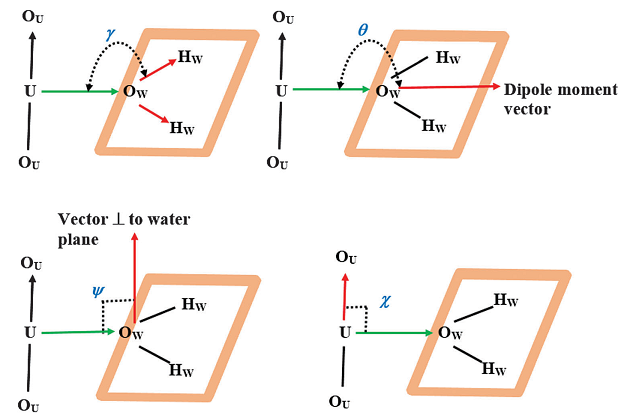 O_U
γ
H_W
U
O_W
H_W
O_U
O_U
θ
H_W
U
O_W
Dipole moment
vector
H_W
O_U
Vector ⊥ to water
plane
O_U
ψ
H_W
U
O_W
H_W
O_U
O_U
χ
H_W
U
O_W
H_W
O_U